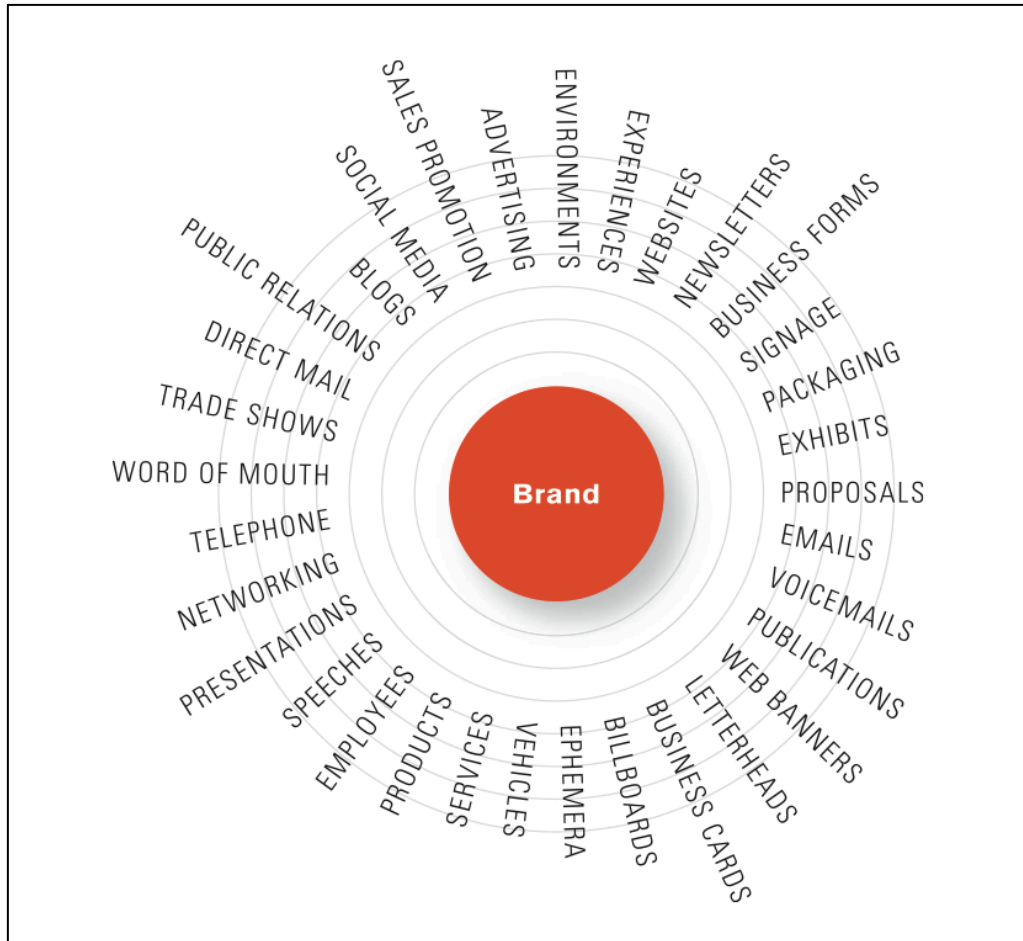 Brand
ENVIRONMENTS
EXPERIENCES
WEBSITES
NEWSLETTERS
BUSINESS FORMS
SIGNAGE
PACKAGING
EXHIBITS
PROPOSALS
EMAILS
VOICEMAILS
PUBLICATIONS
WEB BANNERS
LETTERHEADS
BUSINESS CARDS
BILLBOARDS
EPHEMERA
VEHICLES
SERVICES
PRODUCTS
EMPLOYEES
SPEECHES
PRESENTATIONS
NETWORKING
TELEPHONE
WORD OF MOUTH
TRADE SHOWS
DIRECT MAIL
PUBLIC RELATIONS
BLOGS
SOCIAL MEDIA
SALES PROMOTION
ADVERTISING